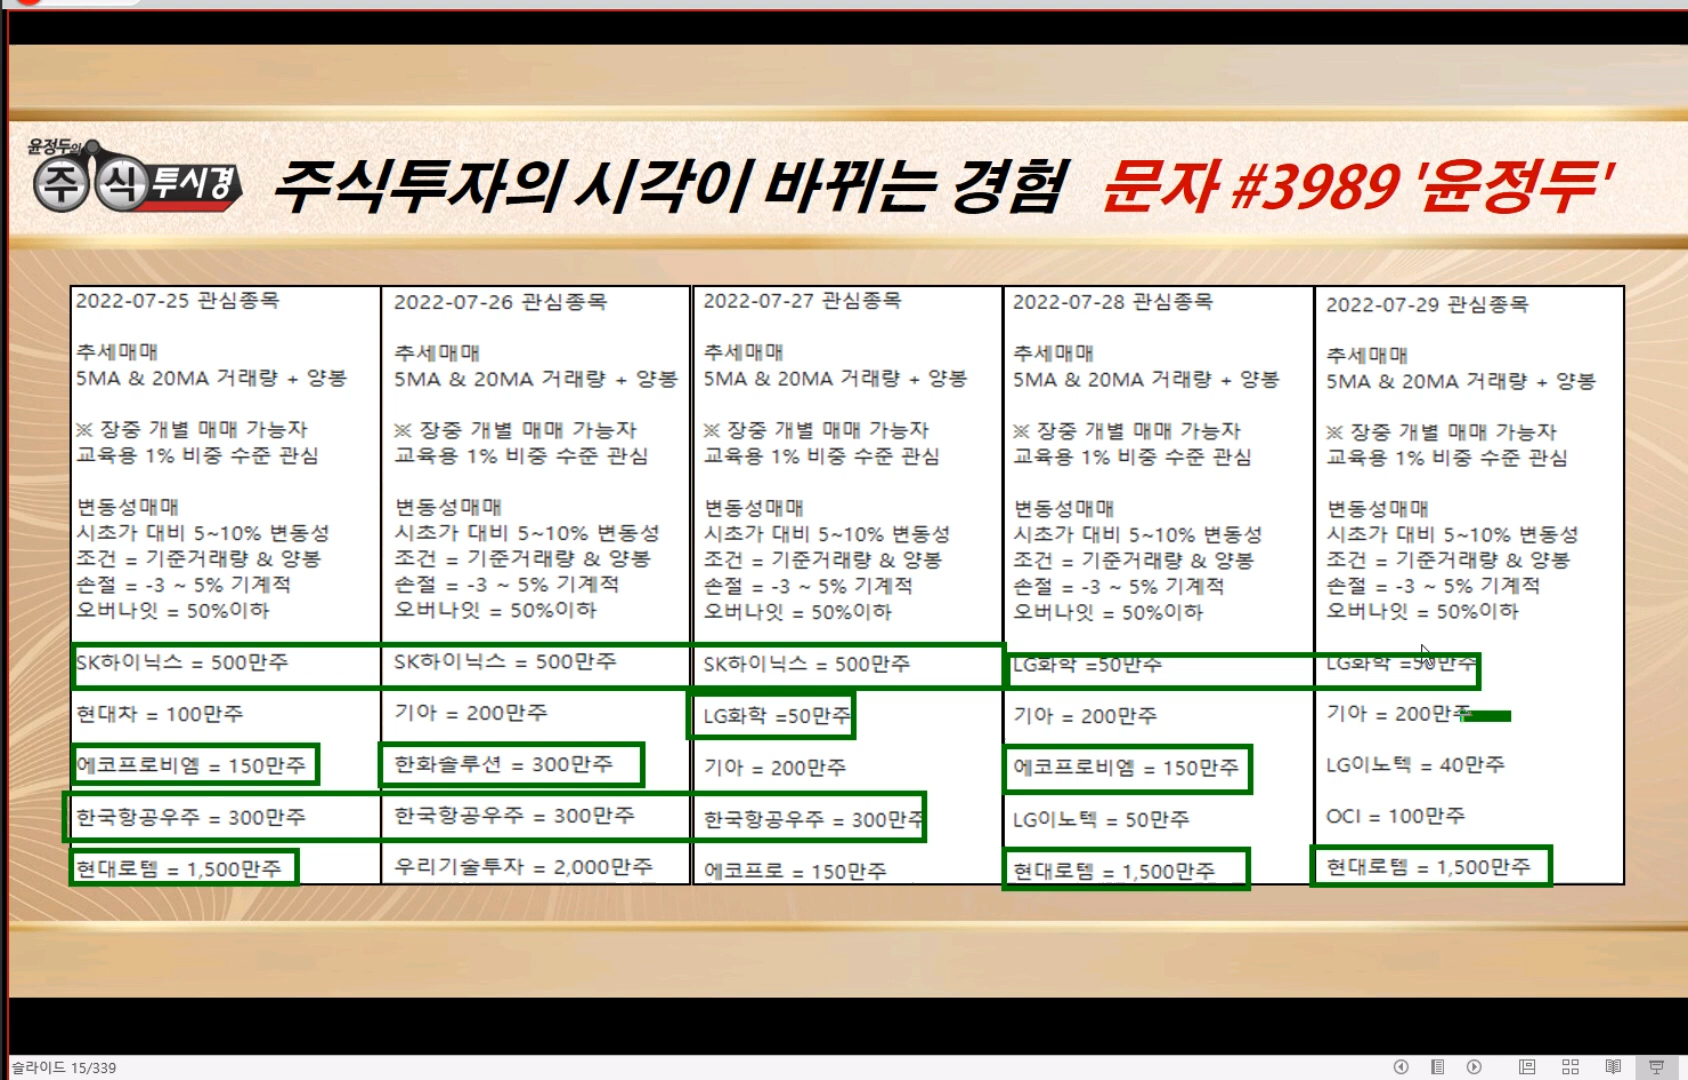 윤정두의
주식투시경
주식투자의 시각이 바뀌는 경험 문자 #3989 '윤정두'
2022-07-25 관심종목
추세매매
5MA & 20MA 거래량 + 양봉
※ 장중 개별 매매 가능자
교육용 1% 비중 수준 관심
변동성매매
시초가 대비 5~10% 변동성
조건 = 기준거래량 & 양봉
손절 = -3 ~ 5% 기계적
오버나잇 = 50%이하
SK하이닉스 = 500만주
현대차 = 100만주
에코프로비엠 = 150만주
한국항공우주 = 300만주
현대로템 = 1,500만주
2022-07-26 관심종목
추세매매
5MA & 20MA 거래량 + 양봉
※ 장중 개별 매매 가능자
교육용 1% 비중 수준 관심
변동성매매
시초가 대비 5~10% 변동성
조건 = 기준거래량 & 양봉
손절 = -3 ~ 5% 기계적
오버나잇 = 50%이하
SK하이닉스 = 500만주
기아 = 200만주
한화솔루션 = 300만주
한국항공우주 = 300만주
우리기술투자 = 2,000만주
2022-07-27 관심종목
추세매매
5MA & 20MA 거래량 + 양봉
※ 장중 개별 매매 가능자
교육용 1% 비중 수준 관심
변동성매매
시초가 대비 5~10% 변동성
조건 = 기준거래량 & 양봉
손절 = -3 ~ 5% 기계적
오버나잇 = 50%이하
SK하이닉스 = 500만주
LG화학 =50만주
기아 = 200만주
한국항공우주 = 300만주
에코프로 = 150만주
2022-07-28 관심종목
추세매매
5MA & 20MA 거래량 + 양봉
※ 장중 개별 매매 가능자
교육용 1% 비중 수준 관심
변동성매매
시초가 대비 5~10% 변동성
조건 = 기준거래량 & 양봉
손절 = -3 ~ 5% 기계적
오버나잇 = 50%이하
LG화학 =50만주
기아 = 200만주
에코프로비엠 = 150만주
LG이노텍 = 50만주
현대로템 = 1,500만주
2022-07-29 관심종목
추세매매
5MA & 20MA 거래량 + 양봉
※ 장중 개별 매매 가능자
교육용 1% 비중 수준 관심
변동성매매
시초가 대비 5~10% 변동성
조건 = 기준거래량 & 양봉
손절 = -3 ~ 5% 기계적
오버나잇 = 50%이하
LG화학 =50만주
기아 = 200만주
LG이노텍 = 40만주
OCI = 100만주
현대로템 = 1,500만주
슬라이드 15/339